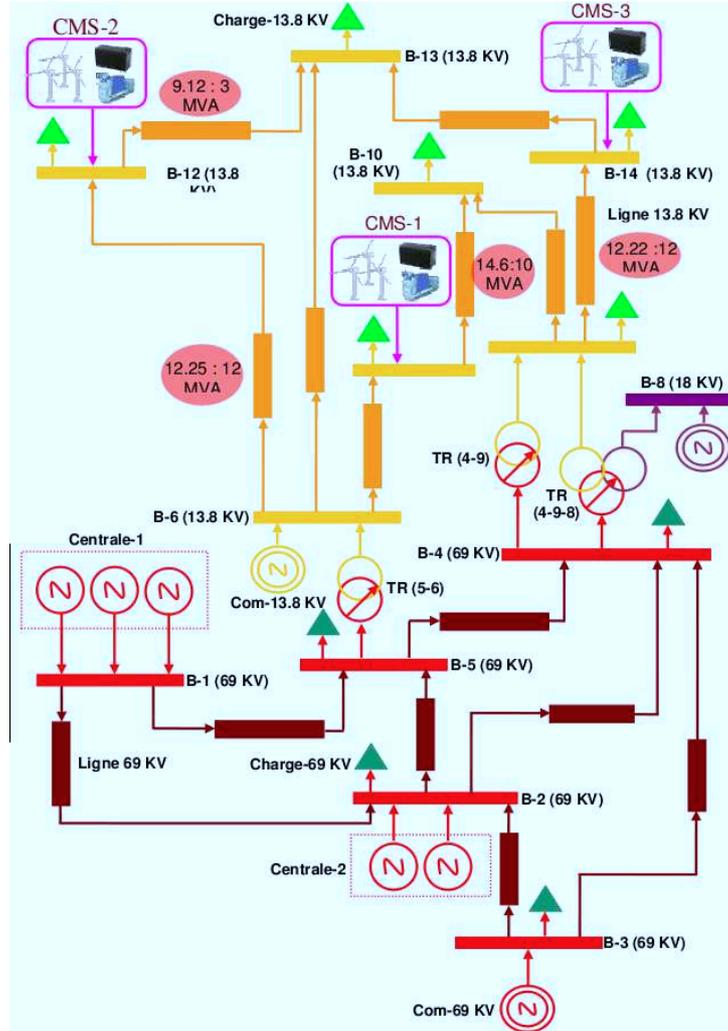 CMS-2
Charge-13.8 KV
CMS-3
B-13 (13.8 KV)
9.12 : 3
MVA
B-10
(13.8 KV)
B-12 (13.8
KV)
B-14 (13.8 KV)
CMS-1
Ligne 13.8 KV
14.6:10
MVA
12.22 :12
MVA
12.25 : 12
MVA
B-8 (18 KV)
TR (4-9)
TR
(4-9-8)
B-6 (13.8 KV)
Centrale-1
B-4 (69 KV)
Com-13.8 KV
TR (5-6)
B-1 (69 KV)
B-5 (69 KV)
Ligne 69 KV
Charge-69 KV
B-2 (69 KV)
Centrale-2
B-3 (69 KV)
Com-69 KV